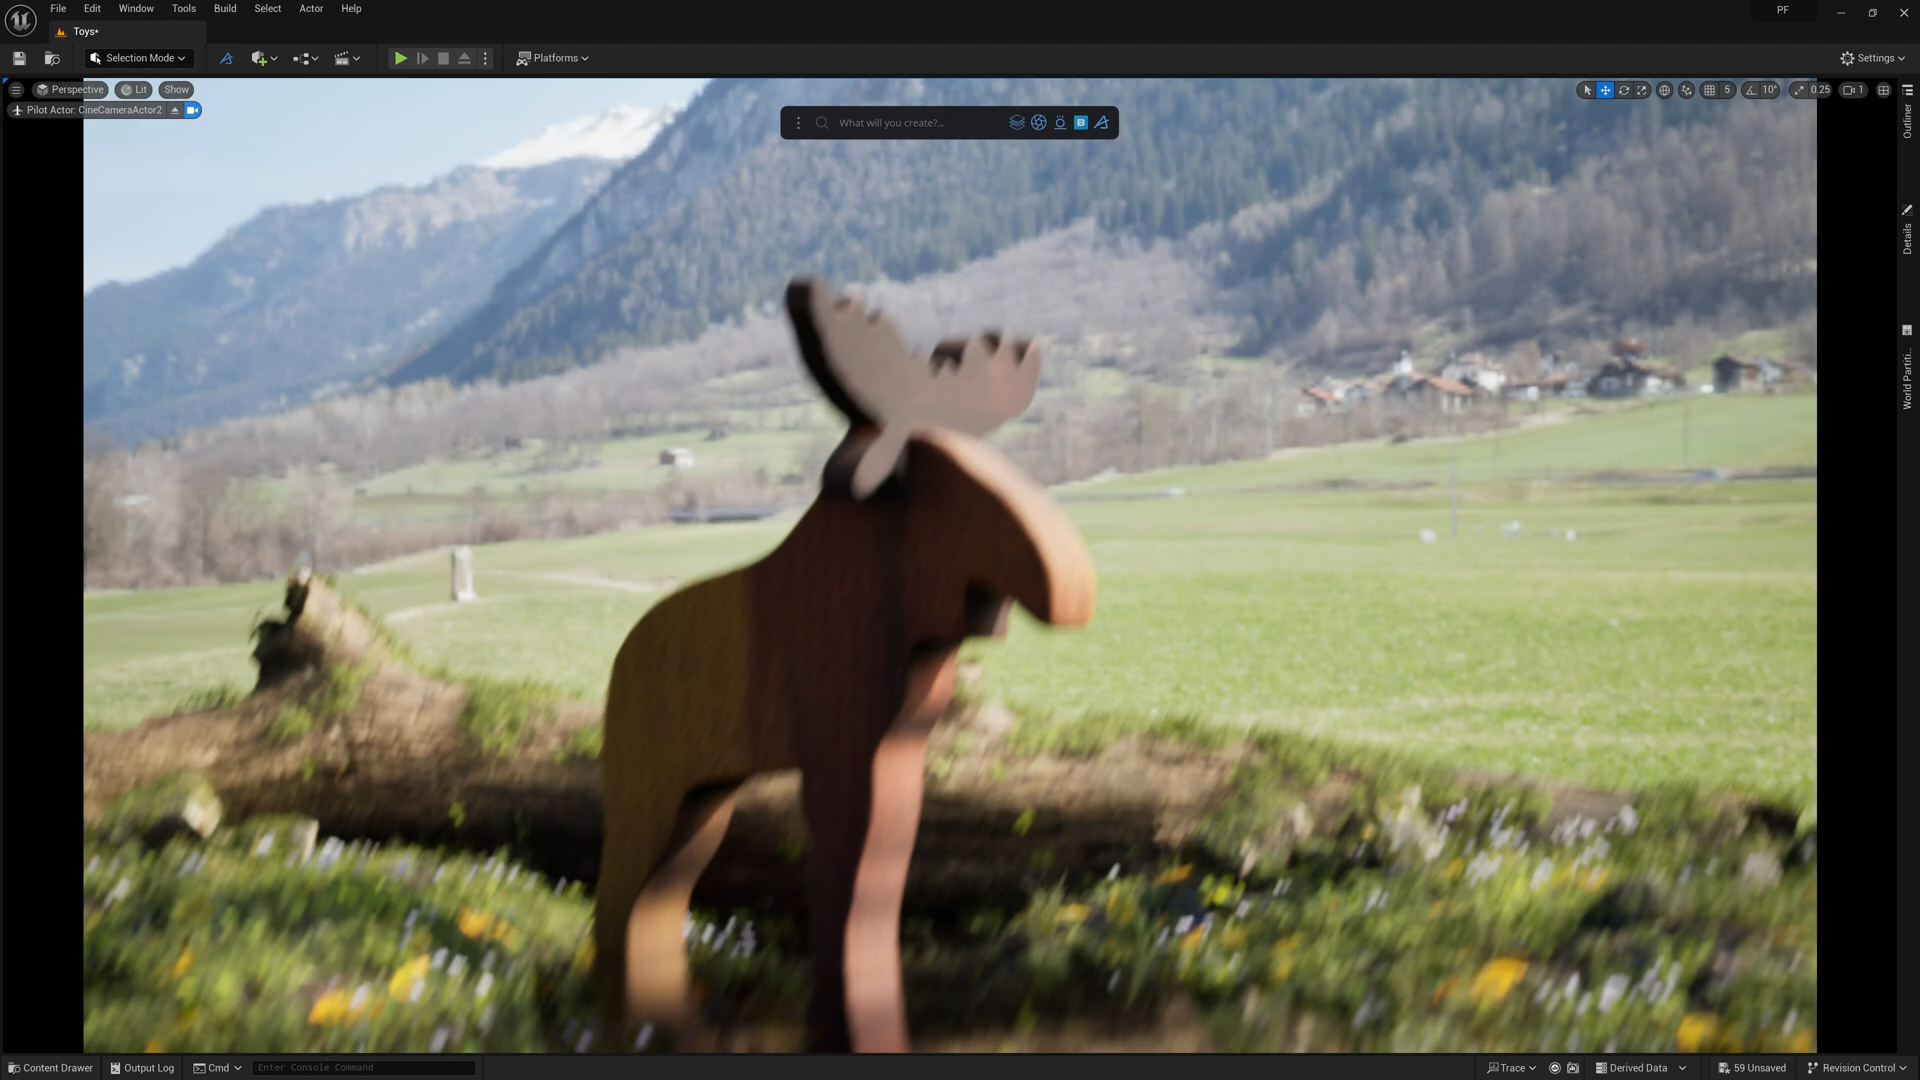 File Edit Window Tools Build Select Actor Help
PF
Toys*
Selection Mode
Platforms
Settings
Perspective Lit Show
5 10° 0.25 1
Pilot Actor: CineCameraActor2
What will you create?...
B
Outliner
Details
World Partiti...
Content Drawer Output Log Cmd Enter Console Command
Trace Derived Data 59 Unsaved Revision Control